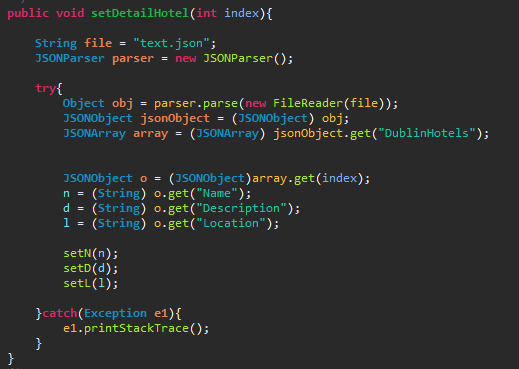 public void setDetailHotel(int index){
String file = "text.json";
JSONParser parser = new JSONParser();
try{
Object obj = parser.parse(new FileReader(file));
JSONObject jsonObject = (JSONObject) obj;
JSONArray array = (JSONArray) jsonObject.get("DublinHotels");
JSONObject o = (JSONObject)array.get(index);
n = (String) o.get("Name");
d = (String) o.get("Description");
l = (String) o.get("Location");
setN(n);
setD(d);
setL(l);
}catch(Exception e1){
e1.printStackTrace();
}
}